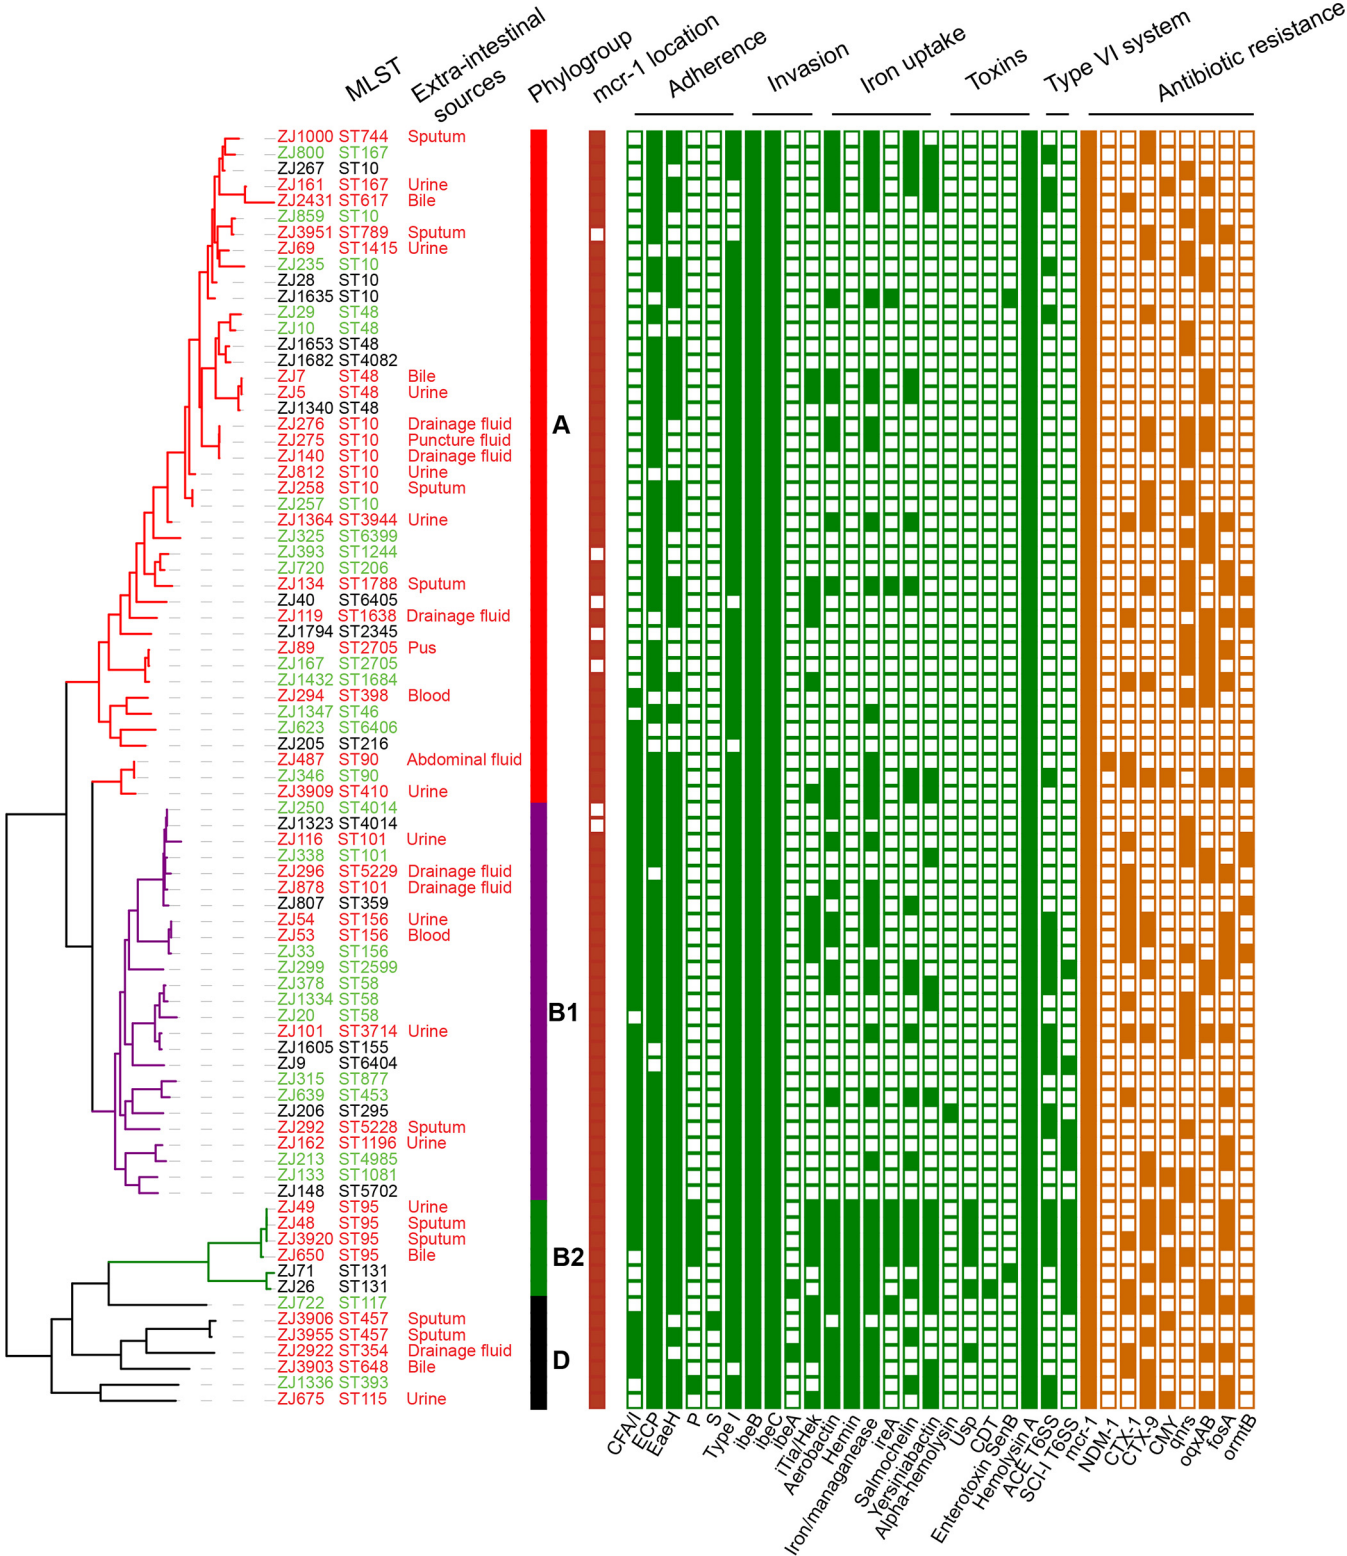 MLST
Extra-intestinal
sources
Phylogroup
mcr-1 location
Adherence
Invasion
Iron uptake
Toxins
Type VI system
Antibiotic resistance
ZJ1000 ST744 Sputum
ZJ800 ST167
ZJ267 ST10
ZJ161 ST167 Urine
ZJ2431 ST617 Bile
ZJ859 ST10
ZJ3951 ST789 Sputum
ZJ69 ST1415 Urine
ZJ235 ST10
ZJ28 ST10
ZJ1635 ST10
ZJ29 ST48
ZJ10 ST48
ZJ1653 ST48
ZJ1682 ST4082
ZJ7 ST48 Bile
ZJ5 ST48 Urine
ZJ1340 ST48
ZJ276 ST10 Drainage fluid
A
ZJ275 ST10 Puncture fluid
ZJ140 ST10 Drainage fluid
ZJ812 ST10 Urine
ZJ258 ST10 Sputum
ZJ257 ST10
ZJ1364 ST3944 Urine
ZJ325 ST6399
ZJ393 ST1244
ZJ720 ST206
ZJ134 ST1788 Sputum
ZJ40 ST6405
ZJ119 ST1638 Drainage fluid
ZJ1794 ST2345
ZJ89 ST2705 Pus
ZJ167 ST2705
ZJ1432 ST1684
ZJ294 ST398 Blood
ZJ1347 ST46
ZJ623 ST6406
ZJ205 ST216
ZJ487 ST90 Abdominal fluid
ZJ346 ST90
ZJ3909 ST410 Urine
ZJ250 ST4014
ZJ1323 ST4014
ZJ116 ST101 Urine
ZJ338 ST101
ZJ296 ST5229 Drainage fluid
ZJ878 ST101 Drainage fluid
ZJ807 ST359
ZJ54 ST156 Urine
ZJ53 ST156 Blood
ZJ33 ST156
ZJ299 ST2599
ZJ378 ST58
ZJ1334 ST58
ZJ20 ST58
B1
ZJ101 ST3714 Urine
ZJ1605 ST155
ZJ9 ST6404
ZJ315 ST877
ZJ639 ST453
ZJ206 ST295
ZJ292 ST5228 Sputum
ZJ162 ST1196 Urine
ZJ213 ST4985
ZJ133 ST1081
ZJ148 ST5702
ZJ49 ST95 Urine
ZJ48 ST95 Sputum
ZJ3920 ST95 Sputum
ZJ650 ST95 Bile
B2
ZJ71 ST131
ZJ26 ST131
ZJ722 ST117
ZJ3906 ST457 Sputum
ZJ3955 ST457 Sputum
ZJ2922 ST354 Drainage fluid
D
ZJ3903 ST648 Bile
ZJ1336 ST393
ZJ675 ST115 Urine
CFA/I
ECP
EaeH
P
S
Type I
ibeB
ibeC
ibeA
iTia/Hek
Aerobactin
Hemin
Iron/managanease
ireA
Salmochelin
Yersiniabactin
Alpha-hemolysin
Usp
CDT
Enterotoxin SenB
Hemolysin A
ACE T6SS
SCI-I T6SS
mcr-1
NDM-1
CTX-1
CTX-9
CMY
qnrs
oqxAB
fosA
ormtB